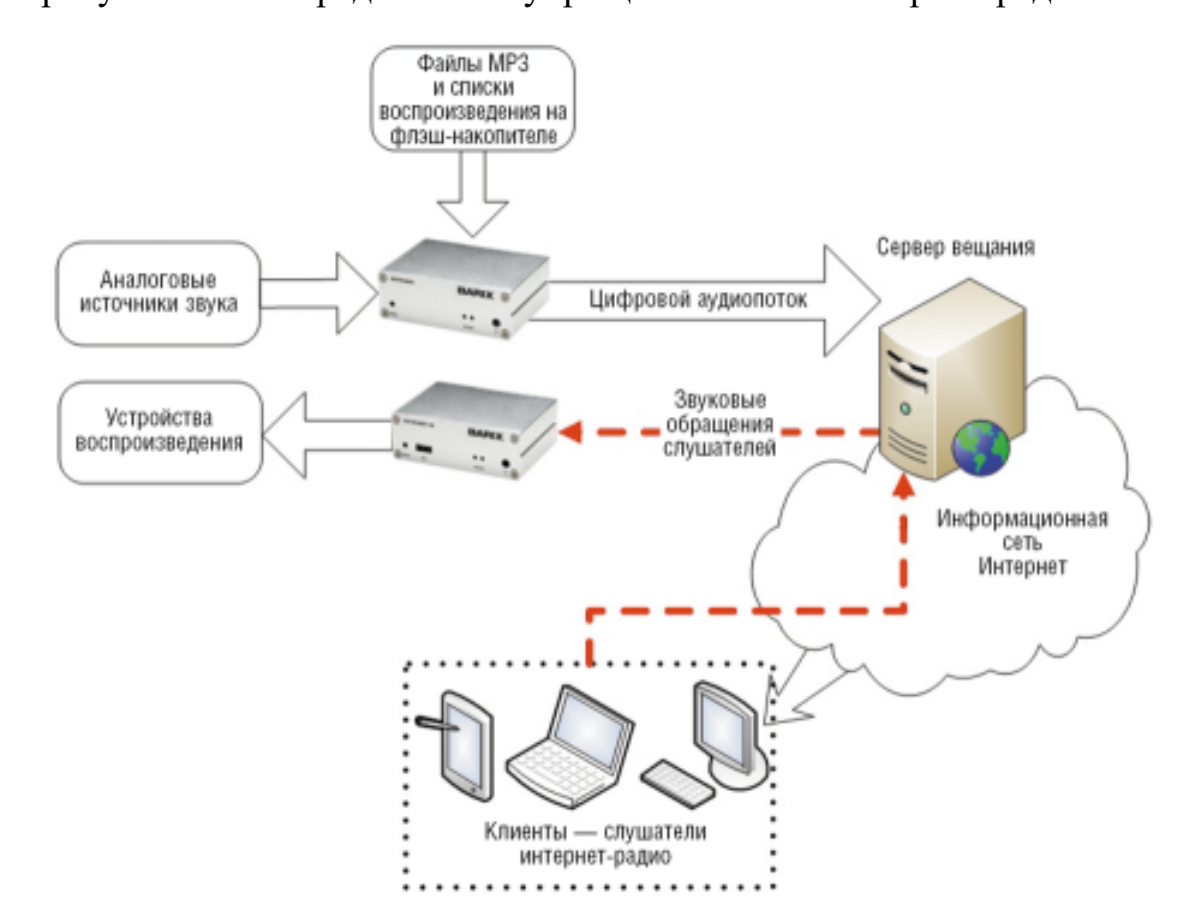 Файлы MP3
и списки
воспроизведения на
флэш-накопителе
Сервер вещания
Аналоговые
источники звука
BARIX
Цифровой аудиопоток
Устройства
воспроизведения
BARIX
Звуковые
обращения
слушателей
Информационная
сеть
Интернет
Клиенты — слушатели
интернет-радио